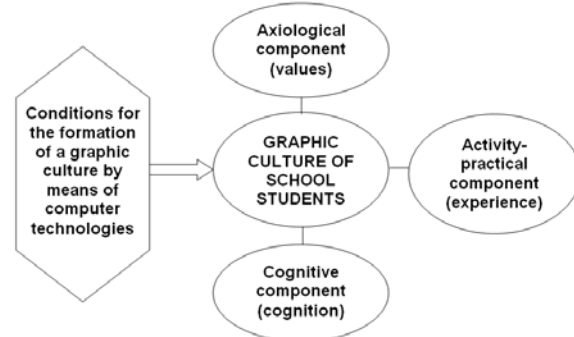 Axiological
component
(values)
Conditions for
the formation
of a graphic
culture by
means of
computer
technologies
GRAPHIC
CULTURE OF
SCHOOL
STUDENTS
Activity-
practical
component
(experience)
Cognitive
component
(cognition)